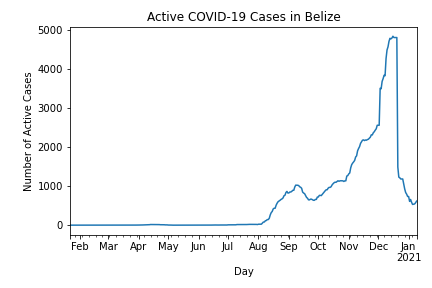 Active COVID-19 Cases in Belize
Number of Active Cases
5000
4000
3000
2000
1000
0
Feb Mar Apr May Jun Jul Aug Sep Oct Nov Dec Jan
2021
Day